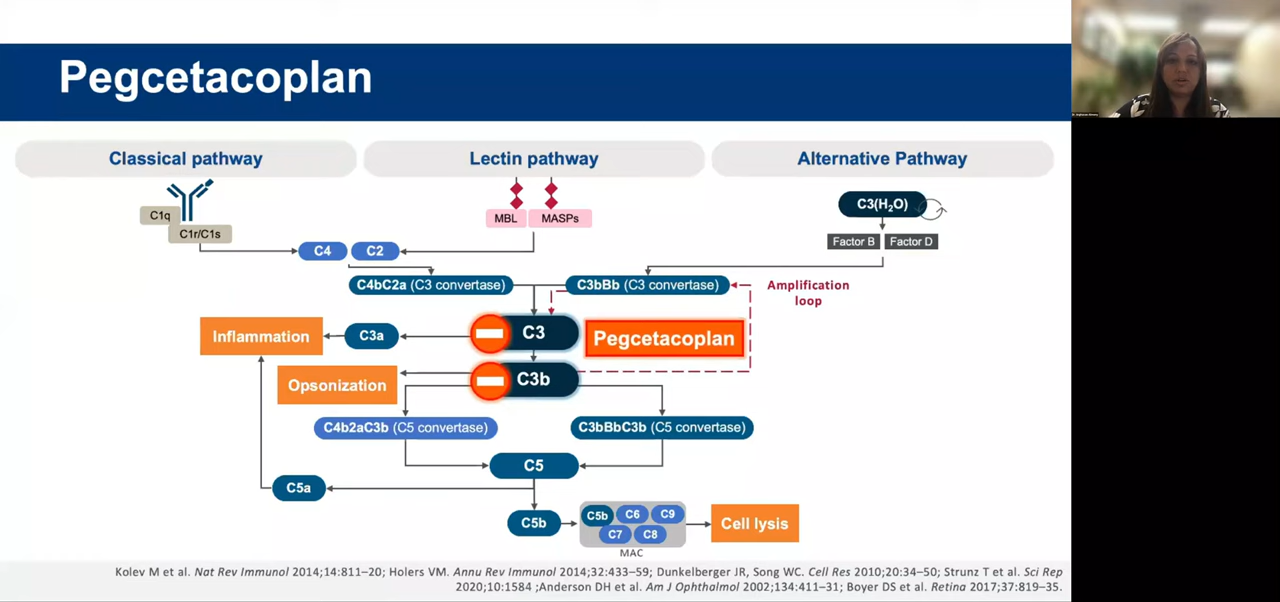 Pegcetacoplan
Classical pathway
Lectin pathway
Alternative Pathway
C1q
C1r/C1s
MBL
MASPs
C3(H₂O)
Factor B
Factor D
C4
C2
C4bC2a (C3 convertase)
C3bBb (C3 convertase)
Amplification
loop
Inflammation
C3a
C3
Pegcetacoplan
Opsonization
C3b
C4b2aC3b (C5 convertase)
C3bBbC3b (C5 convertase)
C5
C5a
C5b
C5b
C6
C9
C7
C8
MAC
Cell lysis
Kolev M et al. Nat Rev Immunol 2014;14:811–20; Holers VM. Annu Rev Immunol 2014;32:433–59; Dunkelberger JR, Song WC. Cell Res 2010;20:34–50; Strunz T et al. Sci Rep
2020;10:1584 ;Anderson DH et al. Am J Ophthalmol 2002;134:411–31; Boyer DS et al. Retina 2017;37:819–35.